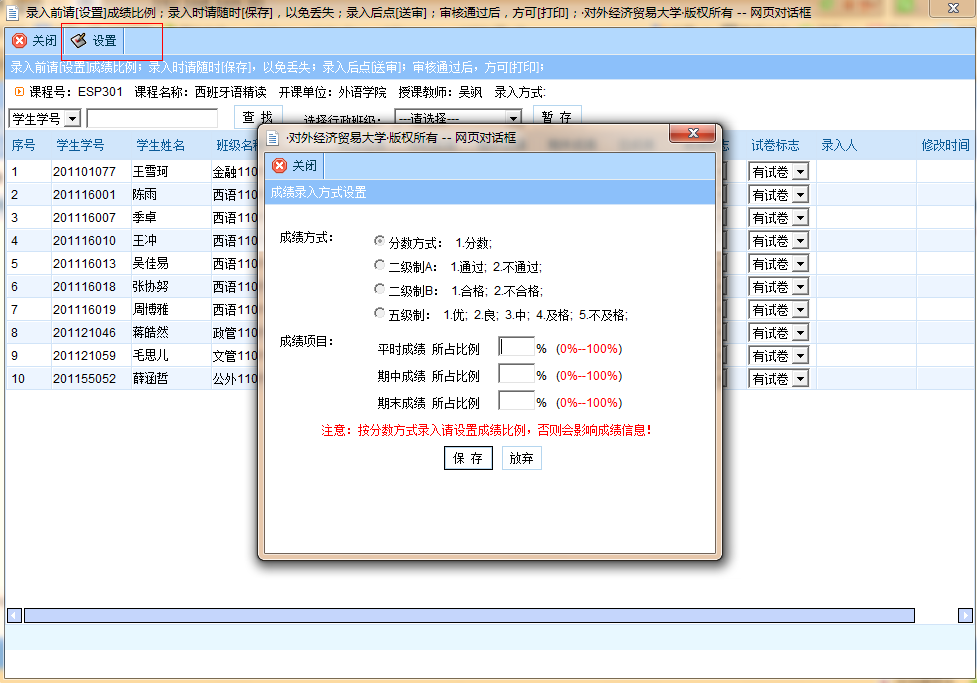 录入前请[设置]成绩比例；录入时请随时[保存]，以免丢失；录入后点[送审]；审核通过后，方可[打印]；·对外经济贸易大学·版权所有 -- 网页对话框
关闭 设置
录入前请[设置]成绩比例；录入时请随时[保存]，以免丢失；录入后点[送审]；审核通过后，方可[打印]；
课程号：ESP301 课程名称：西班牙语精读 开课单位：外语学院 授课教师：吴飒 录入方式:
学生学号 查 找 选择行政班级： ---请选择--- 暂 存
序号 学生学号 学生姓名 班级名称 试卷标志 录入人 修改时间
1 201101077 王雪珂 金融110 有试卷
2 201116001 陈雨 西语110 有试卷
3 201116007 季卓 西语110 有试卷
4 201116010 王冲 西语110 有试卷
5 201116013 吴佳易 西语110 有试卷
6 201116018 张协努 西语110 有试卷
7 201116019 周博雅 西语110 有试卷
8 201121046 蒋皓然 政管110 有试卷
9 201121059 毛思儿 文管110 有试卷
10 201155052 薛涵哲 公外110 有试卷
·对外经济贸易大学·版权所有 -- 网页对话框
关闭
成绩录入方式设置
成绩方式：
分数方式： 1.分数;
二级制A： 1.通过; 2.不通过;
二级制B： 1.合格; 2.不合格;
五级制： 1.优; 2.良; 3.中; 4.及格; 5.不及格;
成绩项目：
平时成绩 所占比例 % (0%--100%)
期中成绩 所占比例 % (0%--100%)
期末成绩 所占比例 % (0%--100%)
注意：按分数方式录入请设置成绩比例，否则会影响成绩信息！
保 存 放弃